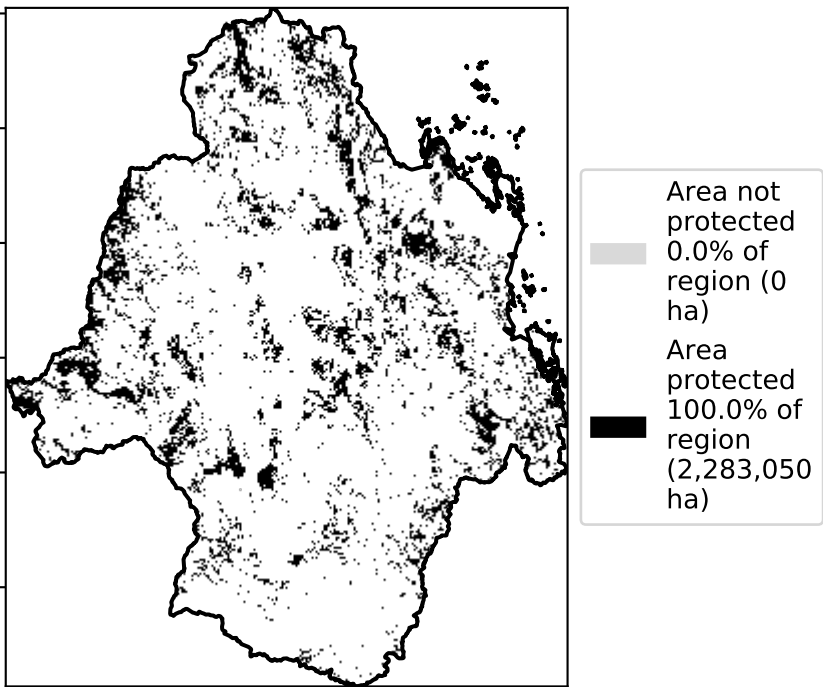 Area not
protected
0.0% of
region (0
ha)
Area
protected
100.0% of
region
(2,283,050
ha)